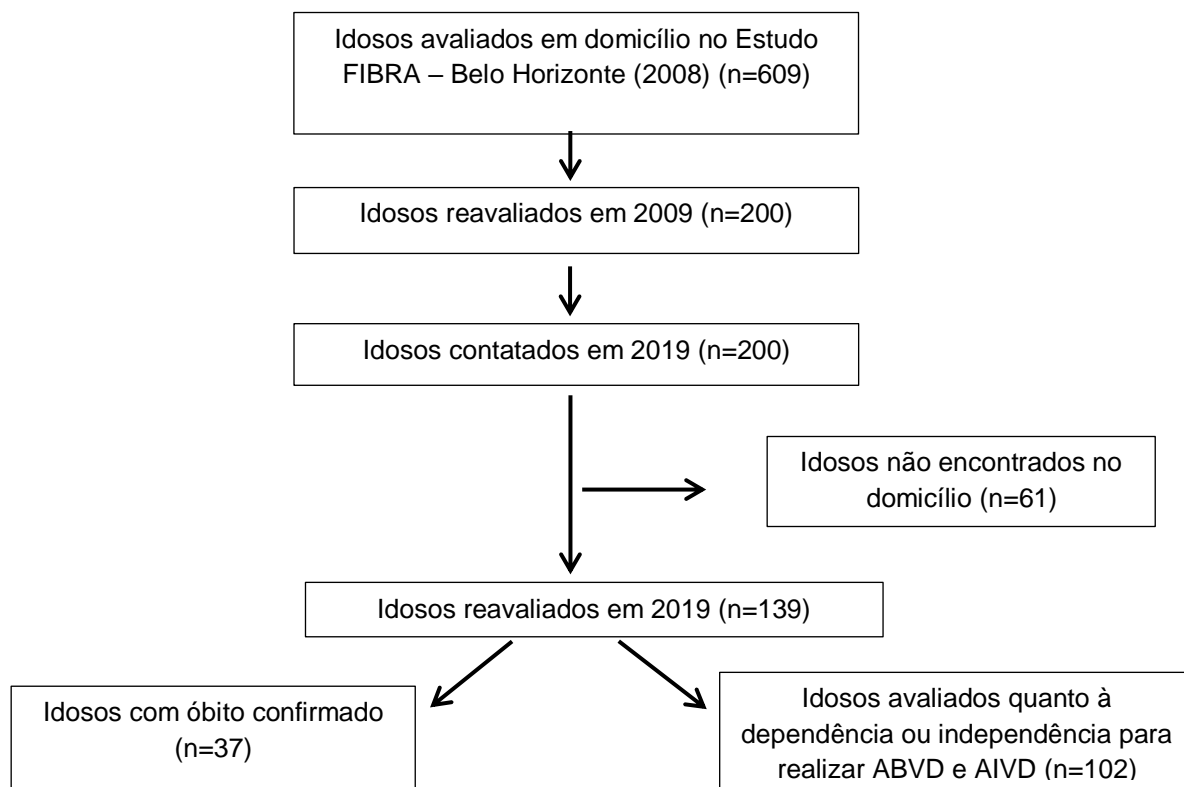 Idosos avaliados em domicílio no Estudo
FIBRA – Belo Horizonte (2008) (n=609)
Idosos reavaliados em 2009 (n=200)
Idosos contatados em 2019 (n=200)
Idosos não encontrados no
domicílio (n=61)
Idosos reavaliados em 2019 (n=139)
Idosos com óbito confirmado
(n=37)
Idosos avaliados quanto à
dependência ou independência para
realizar ABVD e AIVD (n=102)